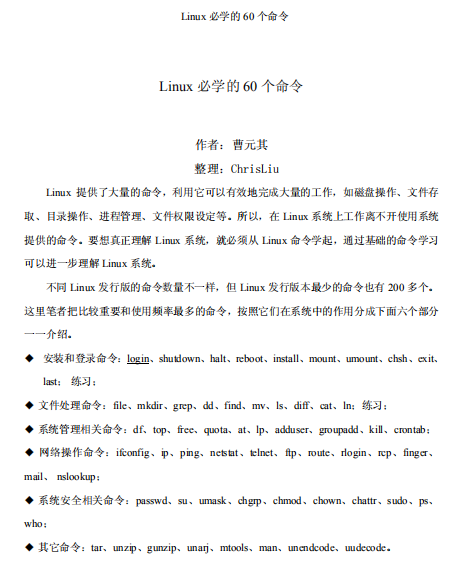 Linux 必学的 60 个命令
Linux 必学的 60 个命令
作者：曹元其
整理：ChrisLiu
Linux 提供了大量的命令，利用它可以有效地完成大量的工作，如磁盘操作、文件存
取、目录操作、进程管理、文件权限设定等。所以，在 Linux 系统上工作离不开使用系统
提供的命令。要想真正理解 Linux 系统，就必须从 Linux 命令学起，通过基础的命令学习
可以进一步理解 Linux 系统。
不同 Linux 发行版的命令数量不一样，但 Linux 发行版本最少的命令也有 200 多个。
这里笔者把比较重要和使用频率最多的命令，按照它们在系统中的作用分成下面六个部分
一一介绍。
◆ 安装和登录命令：login、shutdown、halt、reboot、install、mount、umount、chsh、exit、
last； 练习；
◆ 文件处理命令：file、mkdir、grep、dd、find、mv、ls、diff、cat、ln；练习；
◆ 系统管理相关命令：df、top、free、quota、at、lp、adduser、groupadd、kill、crontab；
◆ 网络操作命令：ifconfig、ip、ping、netstat、telnet、ftp、route、rlogin、rcp、finger、
mail、 nslookup；
◆ 系统安全相关命令：passwd、su、umask、chgrp、chmod、chown、chattr、sudo、ps、
who；
◆ 其它命令：tar、unzip、gunzip、unarj、mtools、man、unendcode、uudecode。